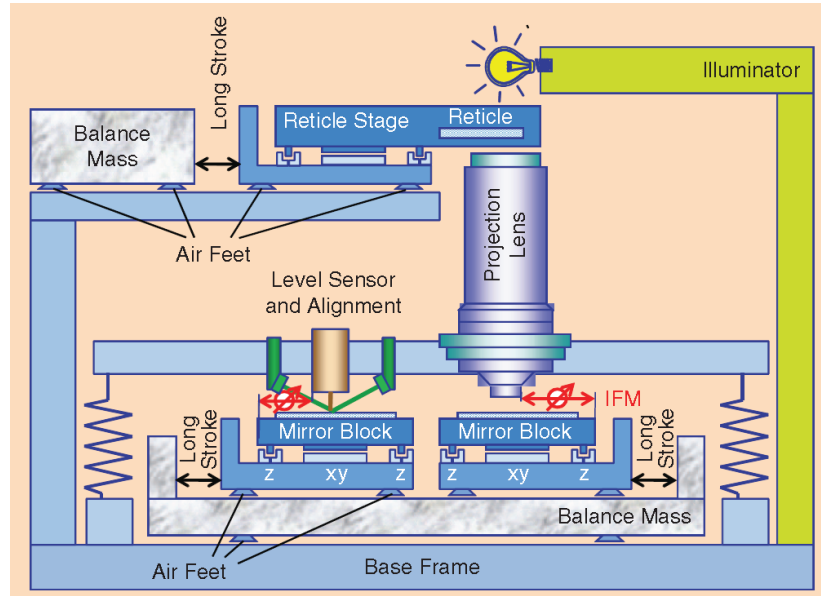 Long Stroke
Illuminator
Balance
Mass
Reticle Stage
Reticle
Air Feet
Projection
Lens
Level Sensor
and Alignment
IFM
Long
Stroke
Mirror Block
Mirror Block
Long
Stroke
z xy z
z xy z
Balance Mass
Air Feet
Base Frame